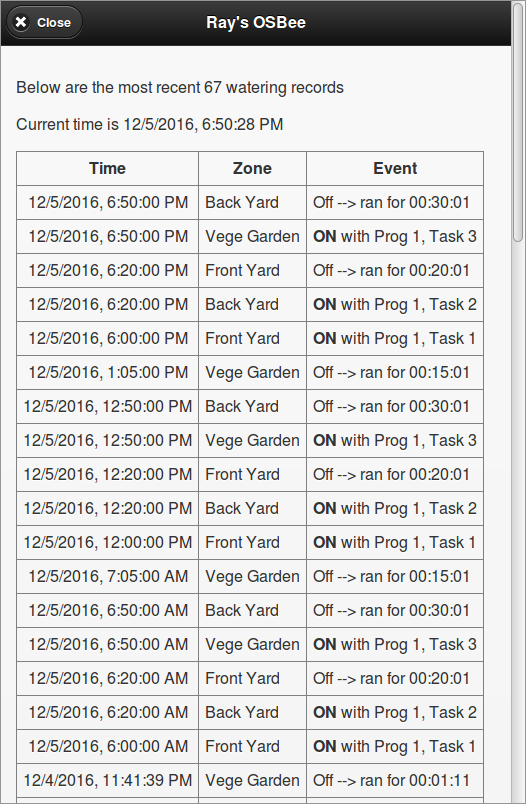 Close
Ray's OSBee
Below are the most recent 67 watering records
Current time is 12/5/2016, 6:50:28 PM
Time Zone Event
12/5/2016, 6:50:00 PM Back Yard Off --> ran for 00:30:01
12/5/2016, 6:50:00 PM Vege Garden ON with Prog 1, Task 3
12/5/2016, 6:20:00 PM Front Yard Off --> ran for 00:20:01
12/5/2016, 6:20:00 PM Back Yard ON with Prog 1, Task 2
12/5/2016, 6:00:00 PM Front Yard ON with Prog 1, Task 1
12/5/2016, 1:05:00 PM Vege Garden Off --> ran for 00:15:01
12/5/2016, 12:50:00 PM Back Yard Off --> ran for 00:30:01
12/5/2016, 12:50:00 PM Vege Garden ON with Prog 1, Task 3
12/5/2016, 12:20:00 PM Front Yard Off --> ran for 00:20:01
12/5/2016, 12:20:00 PM Back Yard ON with Prog 1, Task 2
12/5/2016, 12:00:00 PM Front Yard ON with Prog 1, Task 1
12/5/2016, 7:05:00 AM Vege Garden Off --> ran for 00:15:01
12/5/2016, 6:50:00 AM Back Yard Off --> ran for 00:30:01
12/5/2016, 6:50:00 AM Vege Garden ON with Prog 1, Task 3
12/5/2016, 6:20:00 AM Front Yard Off --> ran for 00:20:01
12/5/2016, 6:20:00 AM Back Yard ON with Prog 1, Task 2
12/5/2016, 6:00:00 AM Front Yard ON with Prog 1, Task 1
12/4/2016, 11:41:39 PM Vege Garden Off --> ran for 00:01:11